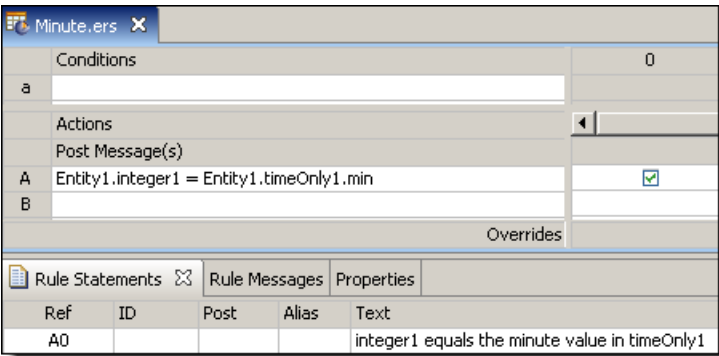 Minute.ers
Conditions 0
a
Actions
Post Message(s)
A Entity1.integer1 = Entity1.timeOnly1.min
B
Overrides
Rule Statements Rule Messages Properties
Ref ID Post Alias Text
A0 integer1 equals the minute value in timeOnly1